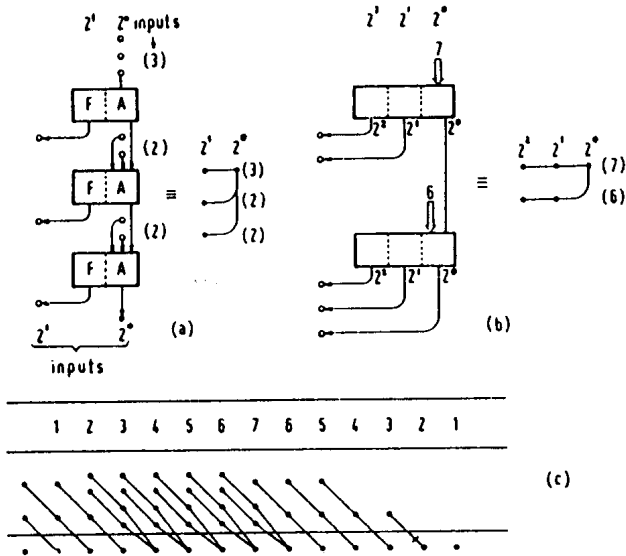 2¹ 2⁰ inputs
(3)
F A
(2)
F A
(2)
F A
2¹ 2⁰
inputs
≡
2¹ 2⁰
(3)
(2)
(2)
(a)
2² 2¹ 2⁰
7
2² 2¹ 2⁰
6
2² 2¹ 2⁰
≡
2² 2¹ 2⁰
(7)
(6)
(b)
1 2 3 4 5 6 7 6 5 4 3 2 1
(c)